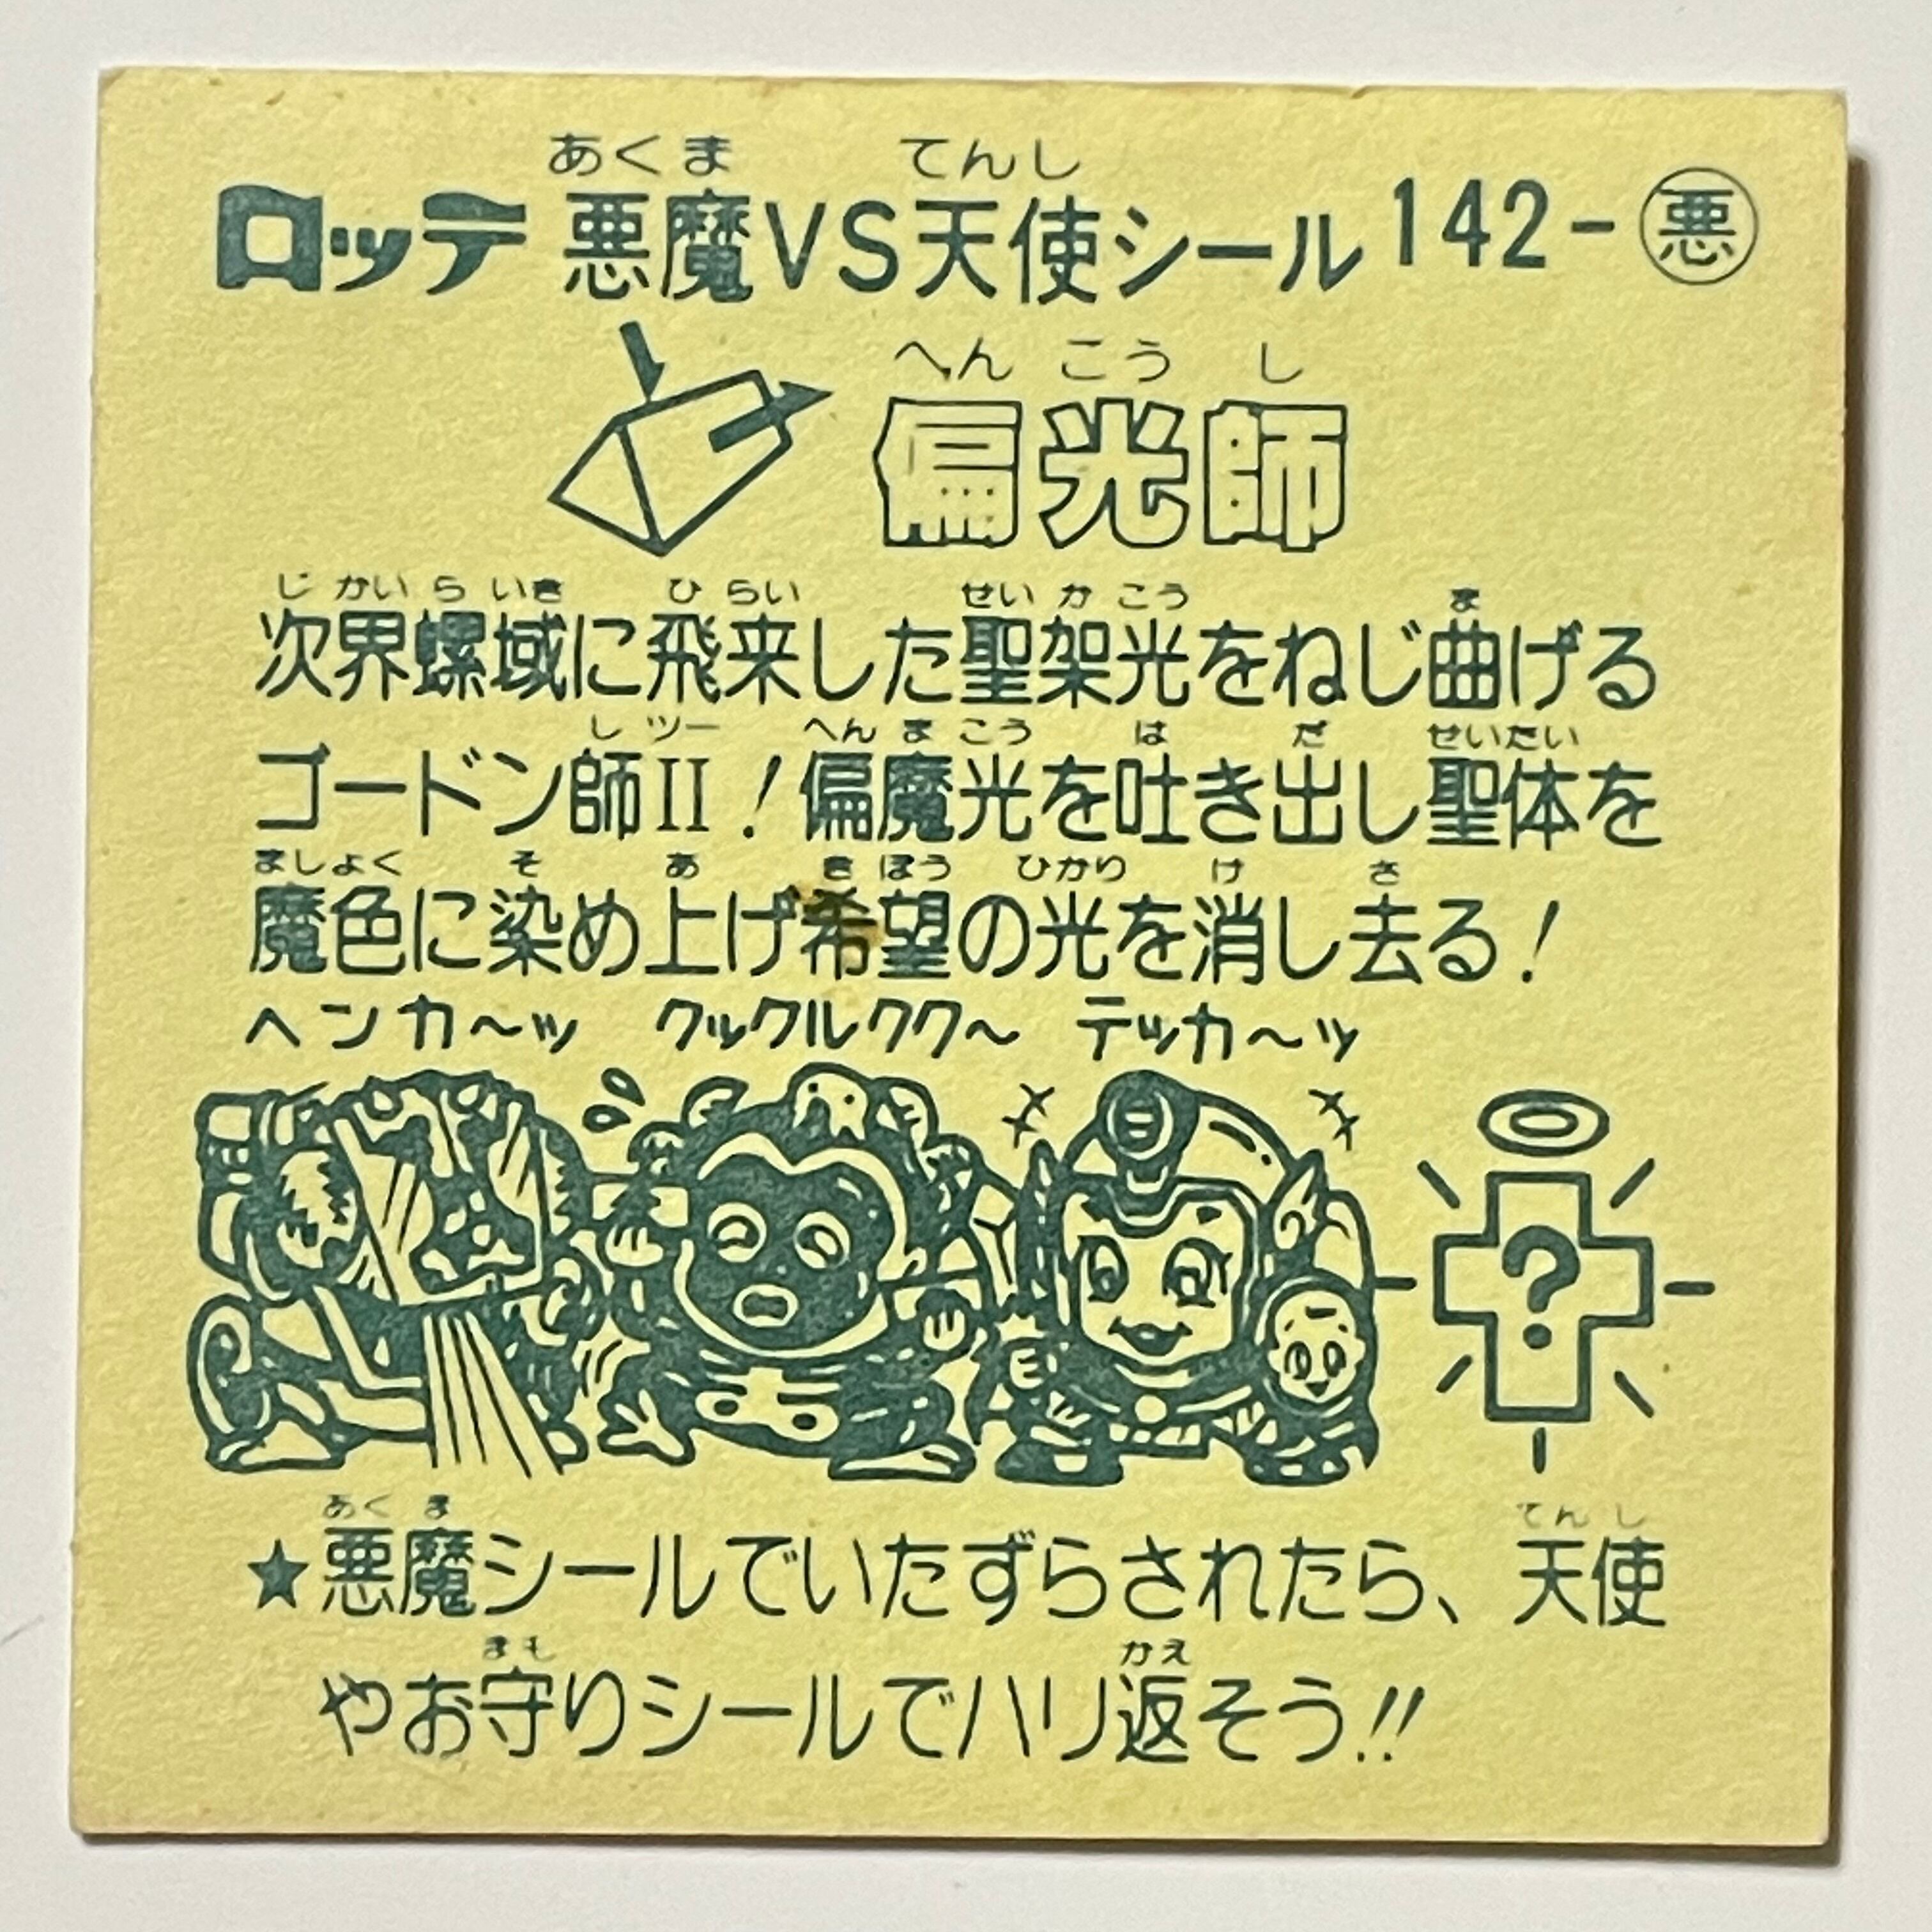 あくま てんし
ロッテ 悪魔VS天使シール 142-悪
へんこうし
偏光師
じかいらいき ひらい せいかこう ま
次界螺域に飛来した聖架光をねじ曲げる
しツー へんまこう は だ せいたい
ゴードン師II！偏魔光を吐き出し聖体を
ましょく そ あ きぼう ひかり け さ
魔色に染め上げ希望の光を消し去る！
ヘンカ〜ッ クックルククク〜 テッカ〜ッ
?
あくま てんし
★悪魔シールでいたずらされたら、天使
まも かえ
やお守りシールでハリ返そう!!